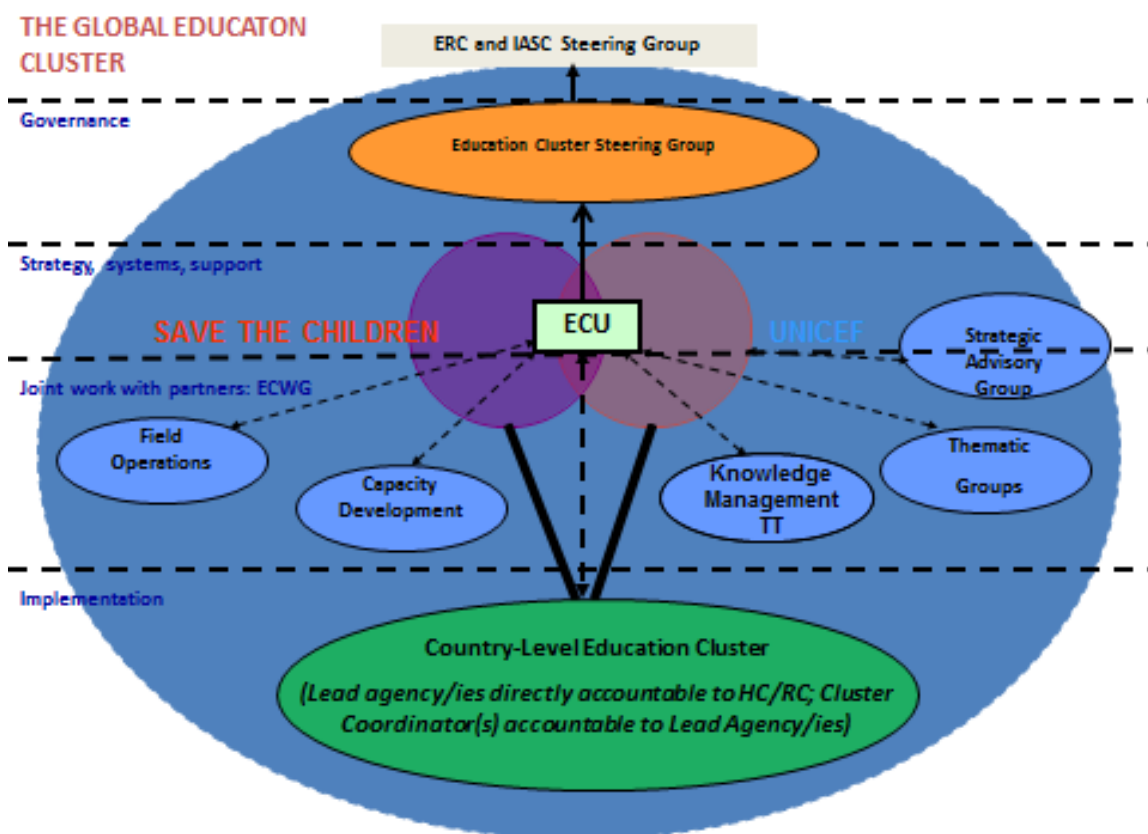 THE GLOBAL EDUCATON
CLUSTER
ERC and IASC Steering Group
Governance
Education Cluster Steering Group
Strategy, systems, support
SAVE THE CHILDREN
ECU
UNICEF
Strategic
Advisory
Group
Joint work with partners: ECWG
Field
Operations
Capacity
Development
Knowledge
Management
TT
Thematic
Groups
Implementation
Country-Level Education Cluster
(Lead agency/ies directly accountable to HC/RC; Cluster
Coordinator(s) accountable to Lead Agency/ies)